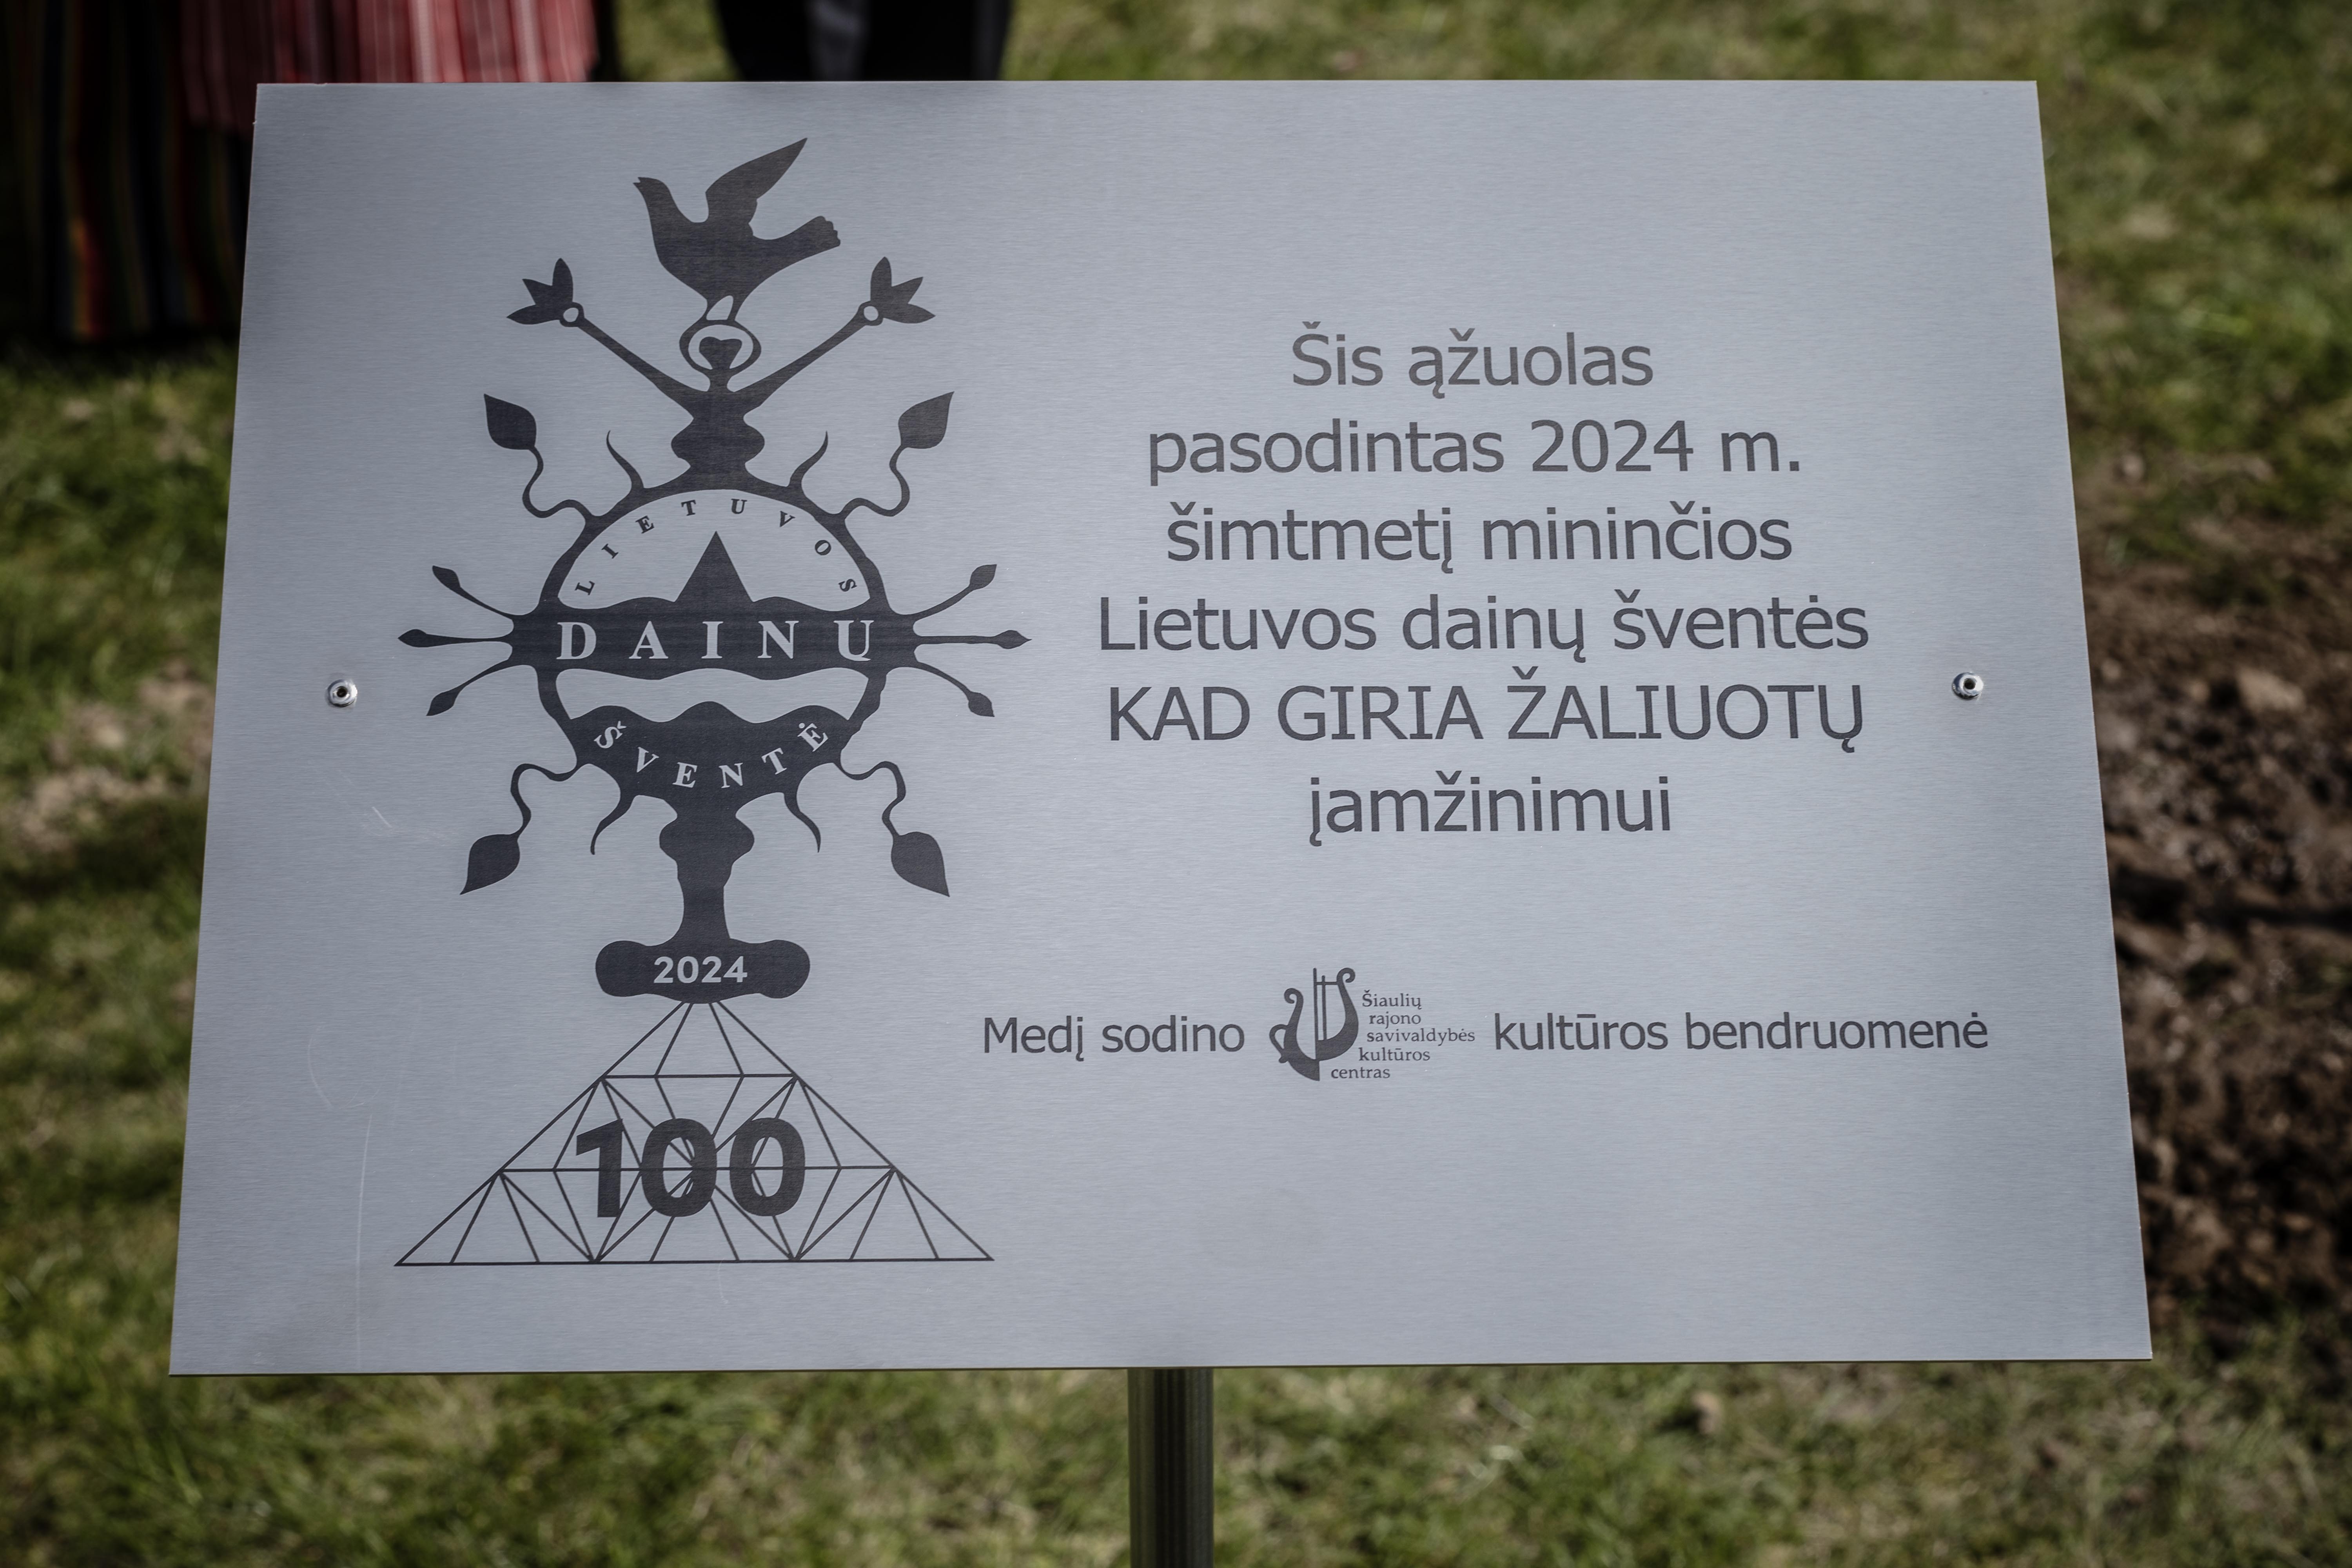 LIETUVOS
DAINŲ
ŠVENTĖ
2024
100
Šis ąžuolas
pasodintas 2024 m.
šimtmetį mininčios
Lietuvos dainų šventės
KAD GIRIA ŽALIUOTŲ
įamžinimui
Medį sodino
Šiaulių
rajono
savivaldybės
kultūros
centras
kultūros bendruomenė